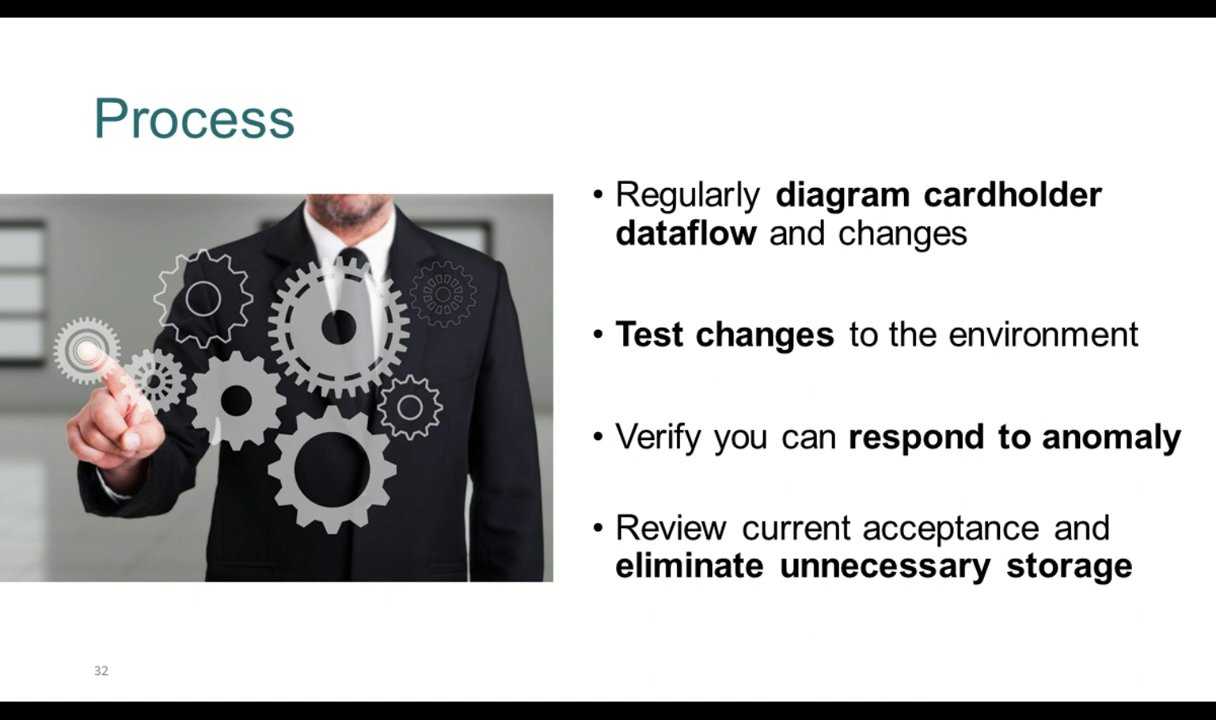 Process
• Regularly diagram cardholder
dataflow and changes
• Test changes to the environment
• Verify you can respond to anomaly
• Review current acceptance and
eliminate unnecessary storage
32